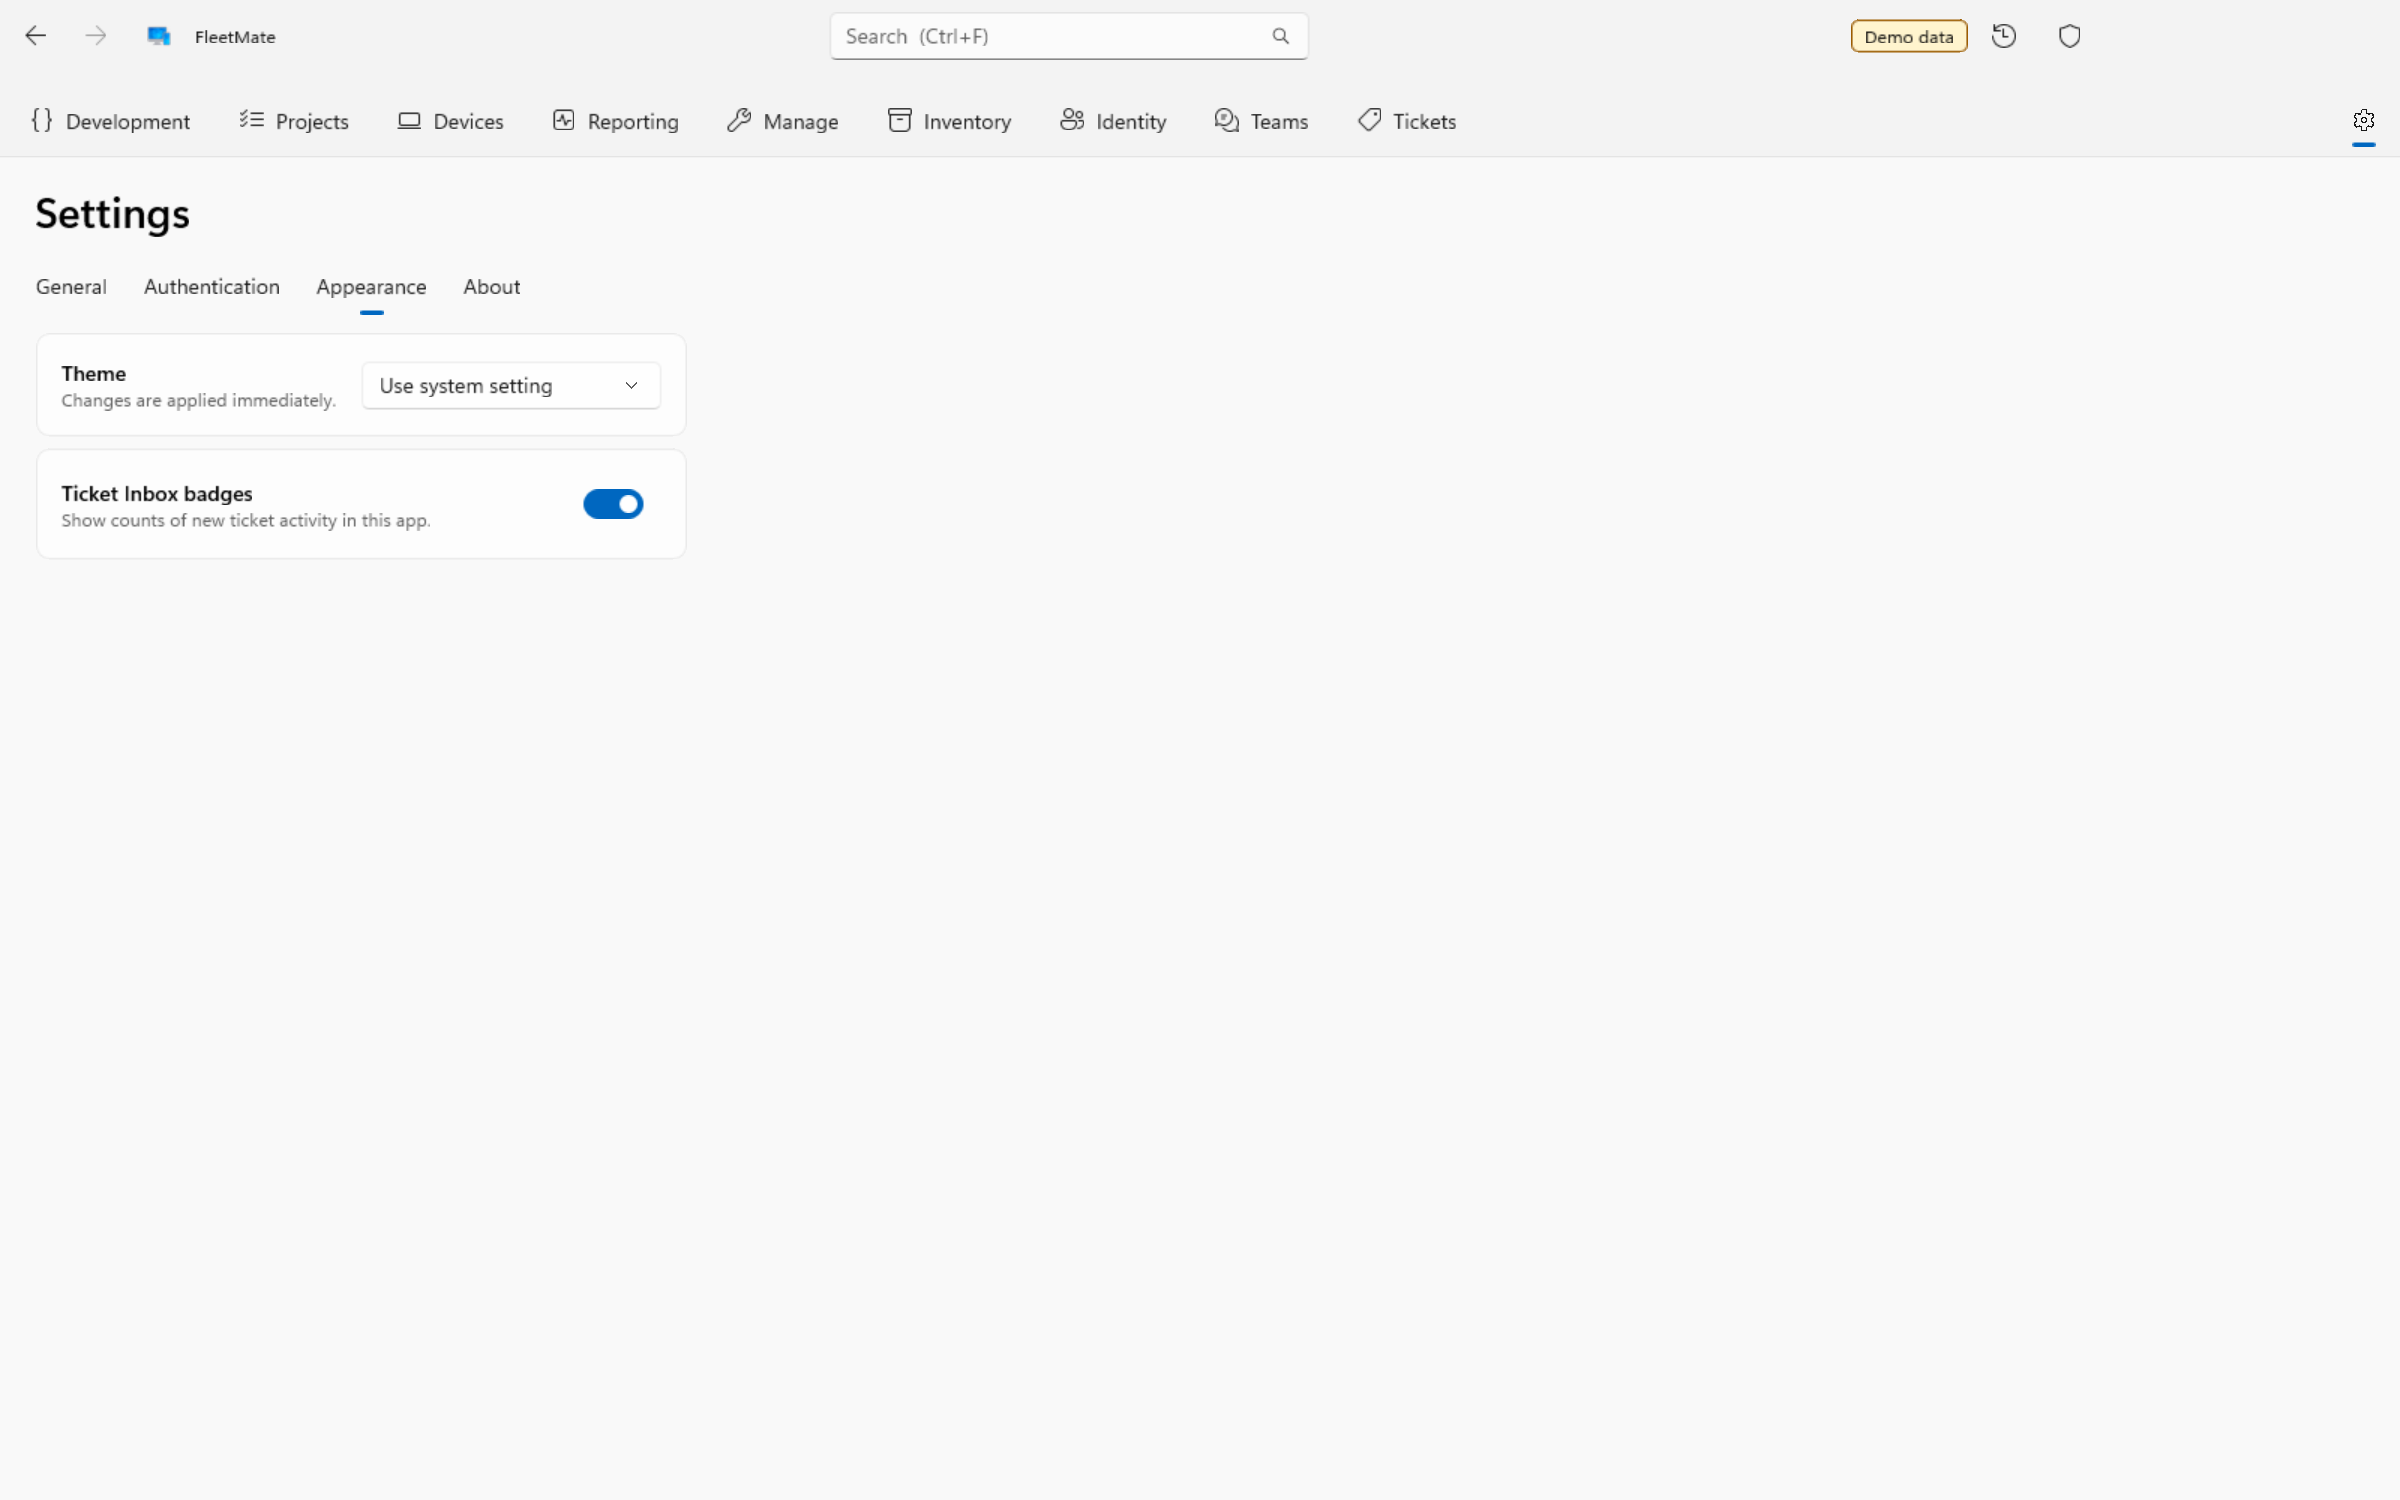 FleetMate
Search (Ctrl+F)
Demo data
Development
Projects
Devices
Reporting
Manage
Inventory
Identity
Teams
Tickets
Settings
General
Authentication
Appearance
About
Theme
Changes are applied immediately.
Use system setting
Ticket Inbox badges
Show counts of new ticket activity in this app.